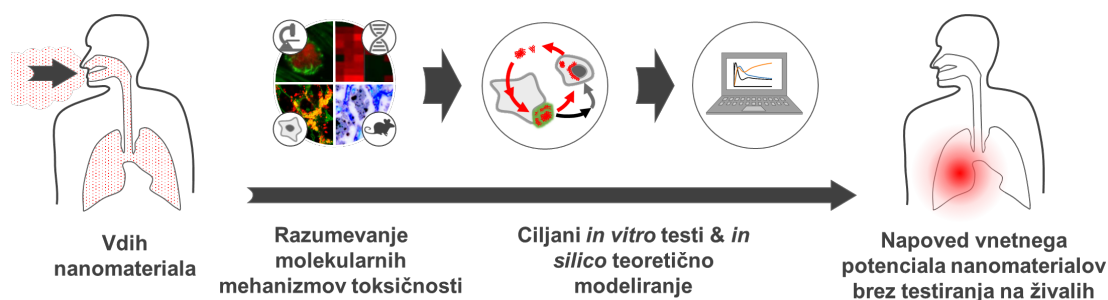 Vdih
nanomateriala
Razumevanje
molekularnih
mehanizmov toksičnosti
Ciljani in vitro testi & in
silico teoretično
modeliranje
Napoved vnetnega
potenciala nanomaterialov
brez testiranja na živalih